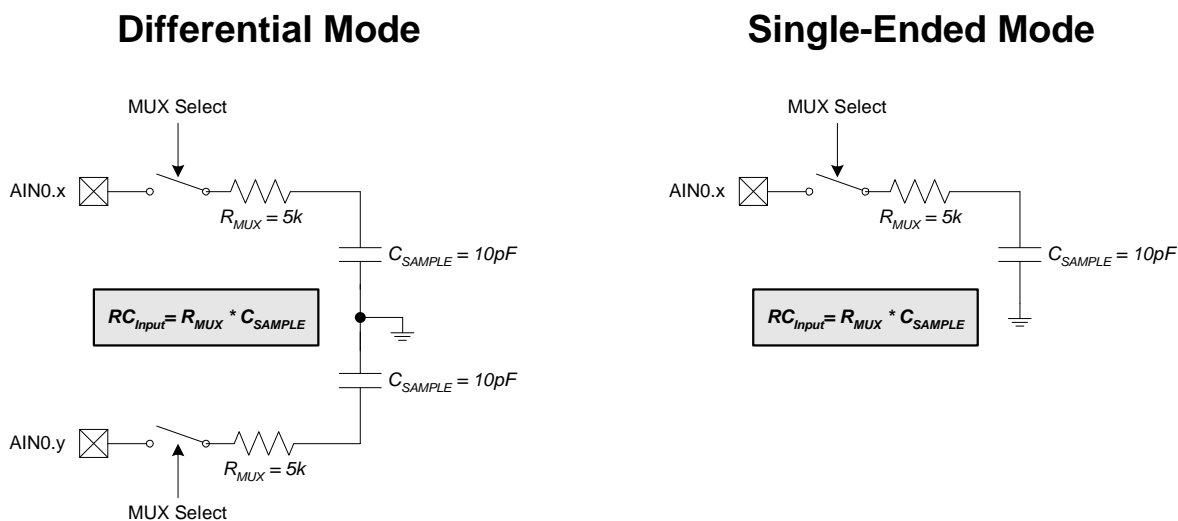 Differential Mode
MUX Select
AIN0.x
R_MUX = 5k
C_SAMPLE = 10pF
RC_Input= R_MUX * C_SAMPLE
C_SAMPLE = 10pF
AIN0.y
R_MUX = 5k
MUX Select
Single-Ended Mode
MUX Select
AIN0.x
R_MUX = 5k
C_SAMPLE = 10pF
RC_Input= R_MUX * C_SAMPLE